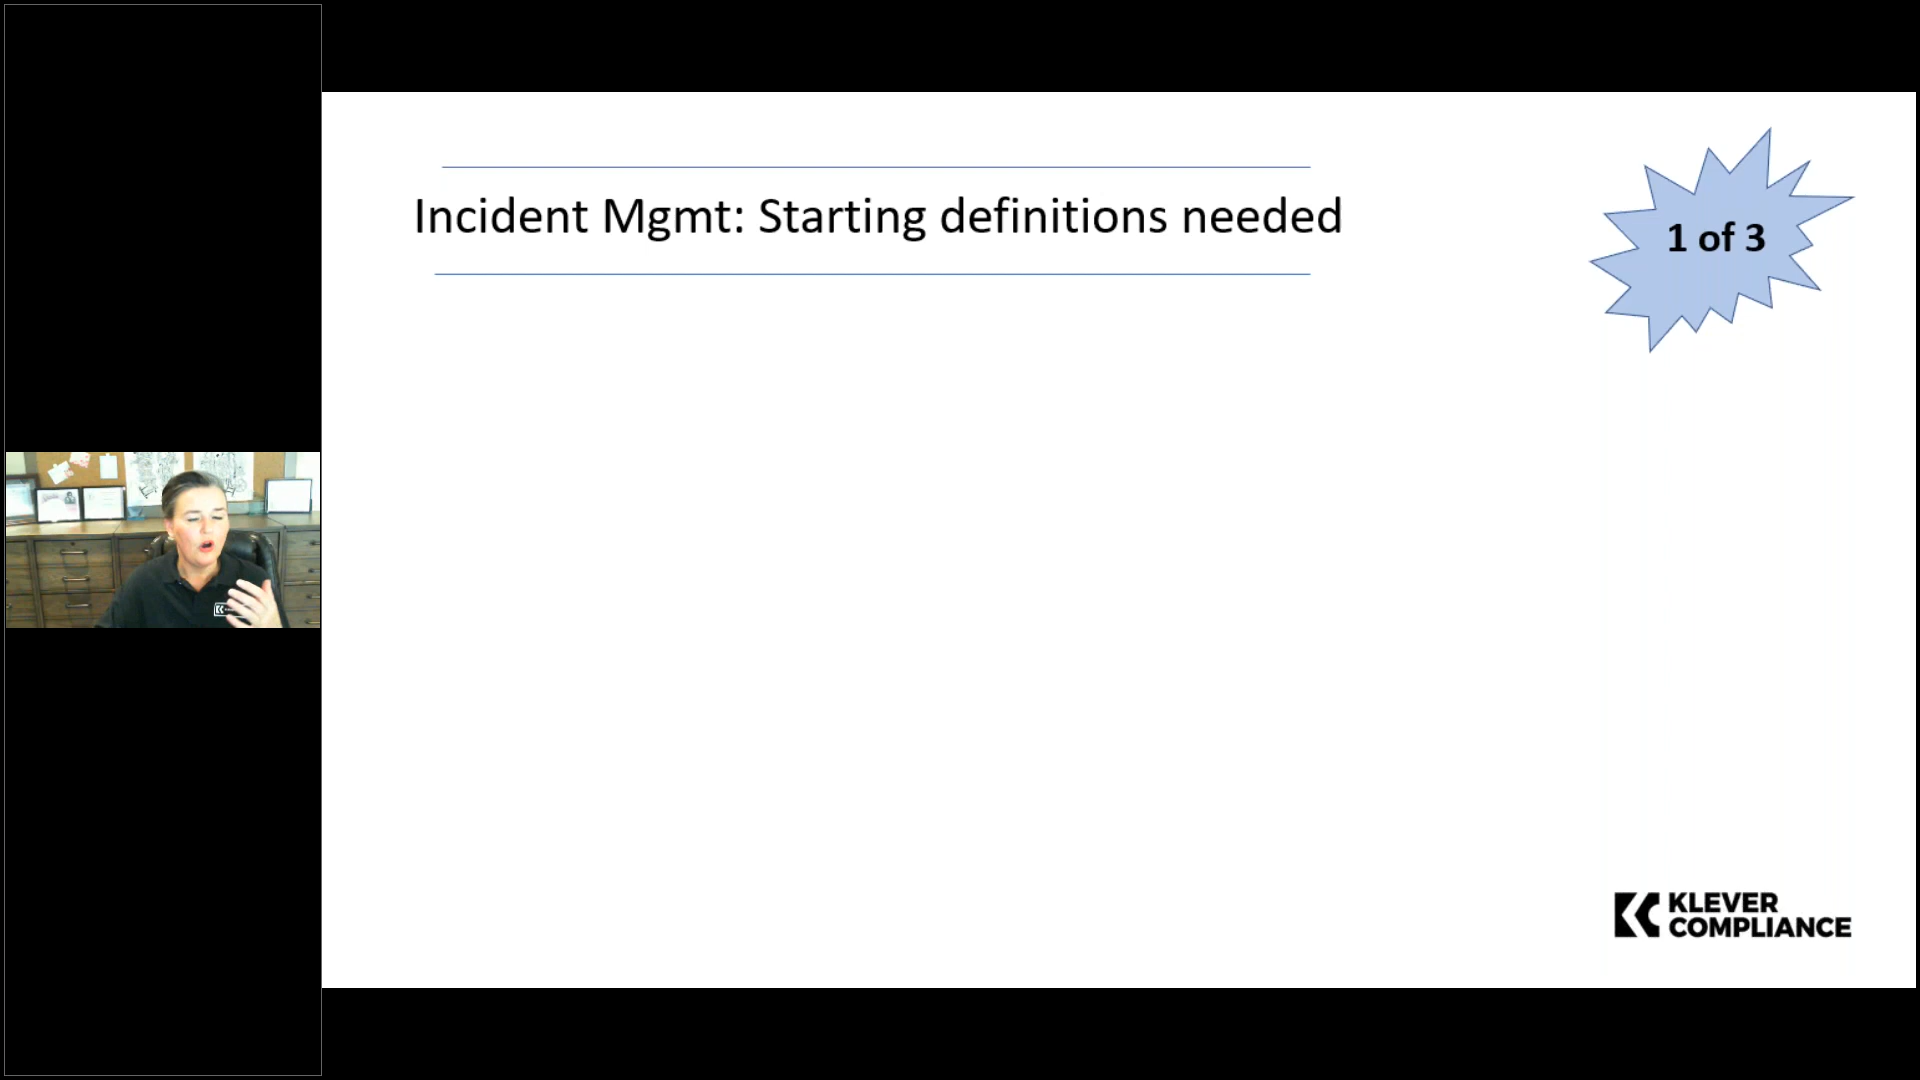 Incident Mgmt: Starting definitions needed
1 of 3
KLEVER
COMPLIANCE